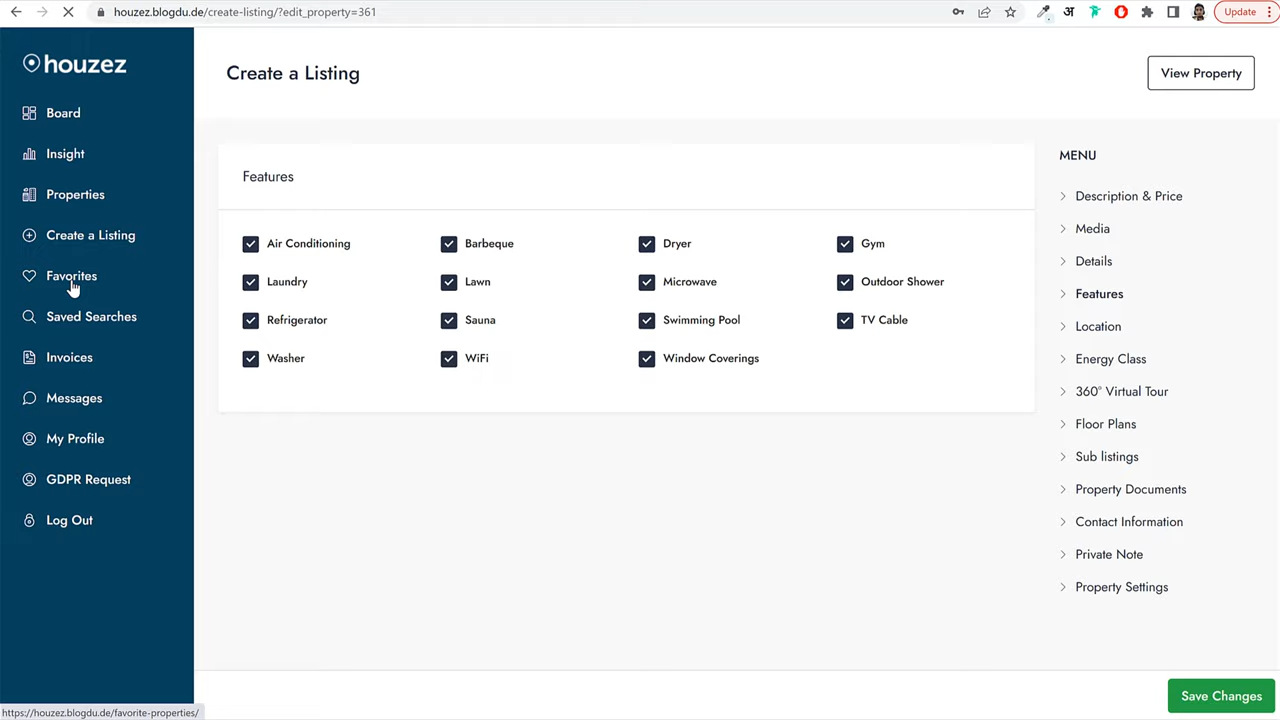 houzez.blogdu.de/create-listing/?edit_property=361
अ
Update
houzez
Create a Listing
View Property
Board
Insight
Properties
Create a Listing
Favorites
Saved Searches
Invoices
Messages
My Profile
GDPR Request
Log Out
Features
Air Conditioning
Barbeque
Dryer
Gym
Laundry
Lawn
Microwave
Outdoor Shower
Refrigerator
Sauna
Swimming Pool
TV Cable
Washer
WiFi
Window Coverings
MENU
Description & Price
Media
Details
Features
Location
Energy Class
360° Virtual Tour
Floor Plans
Sub listings
Property Documents
Contact Information
Private Note
Property Settings
Save Changes
https://houzez.blogdu.de/favorite-properties/